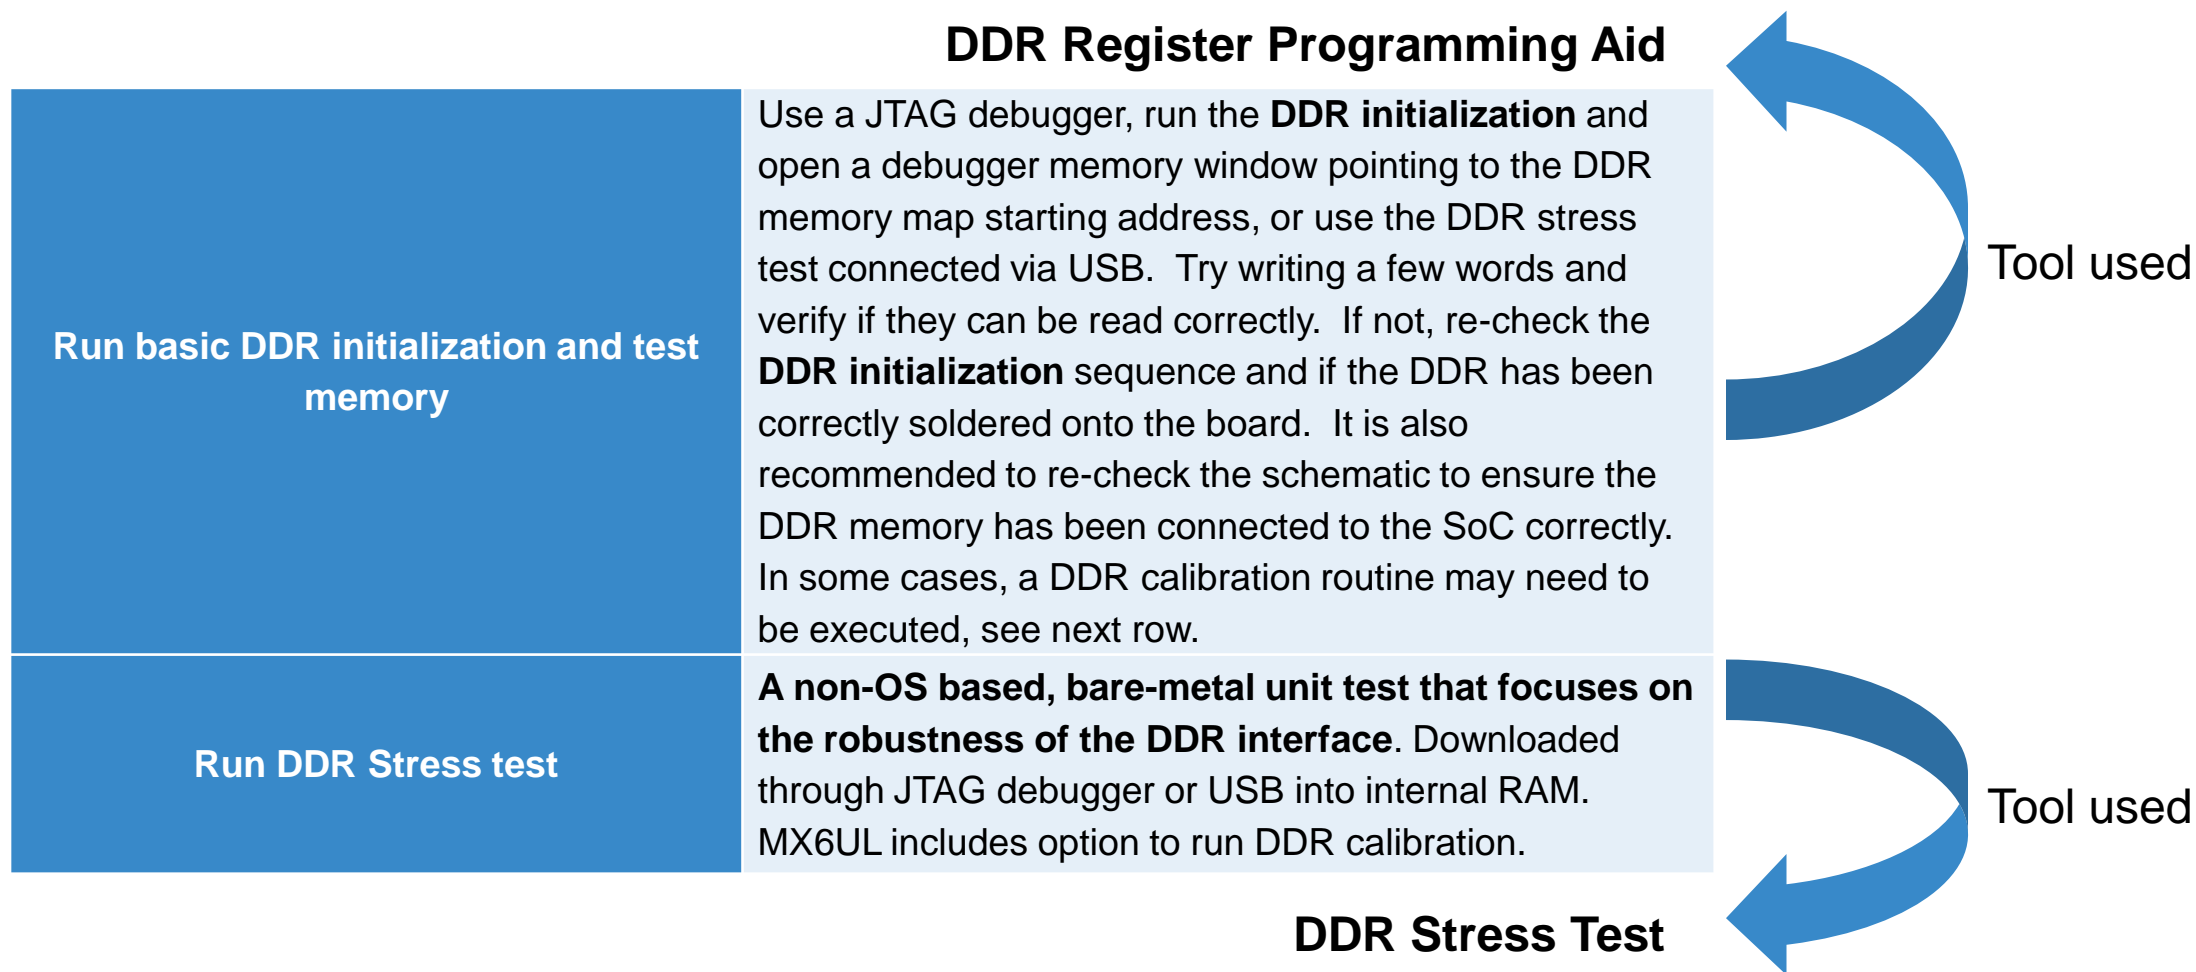 DDR Register Programming Aid
Run basic DDR initialization and test
memory
Use a JTAG debugger, run the DDR initialization and
open a debugger memory window pointing to the DDR
memory map starting address, or use the DDR stress
test connected via USB.  Try writing a few words and
verify if they can be read correctly.  If not, re-check the
DDR initialization sequence and if the DDR has been
correctly soldered onto the board.  It is also
recommended to re-check the schematic to ensure the
DDR memory has been connected to the SoC correctly.
In some cases, a DDR calibration routine may need to
be executed, see next row.
Tool used
Run DDR Stress test
A non-OS based, bare-metal unit test that focuses on
the robustness of the DDR interface. Downloaded
through JTAG debugger or USB into internal RAM.
MX6UL includes option to run DDR calibration.
Tool used
DDR Stress Test